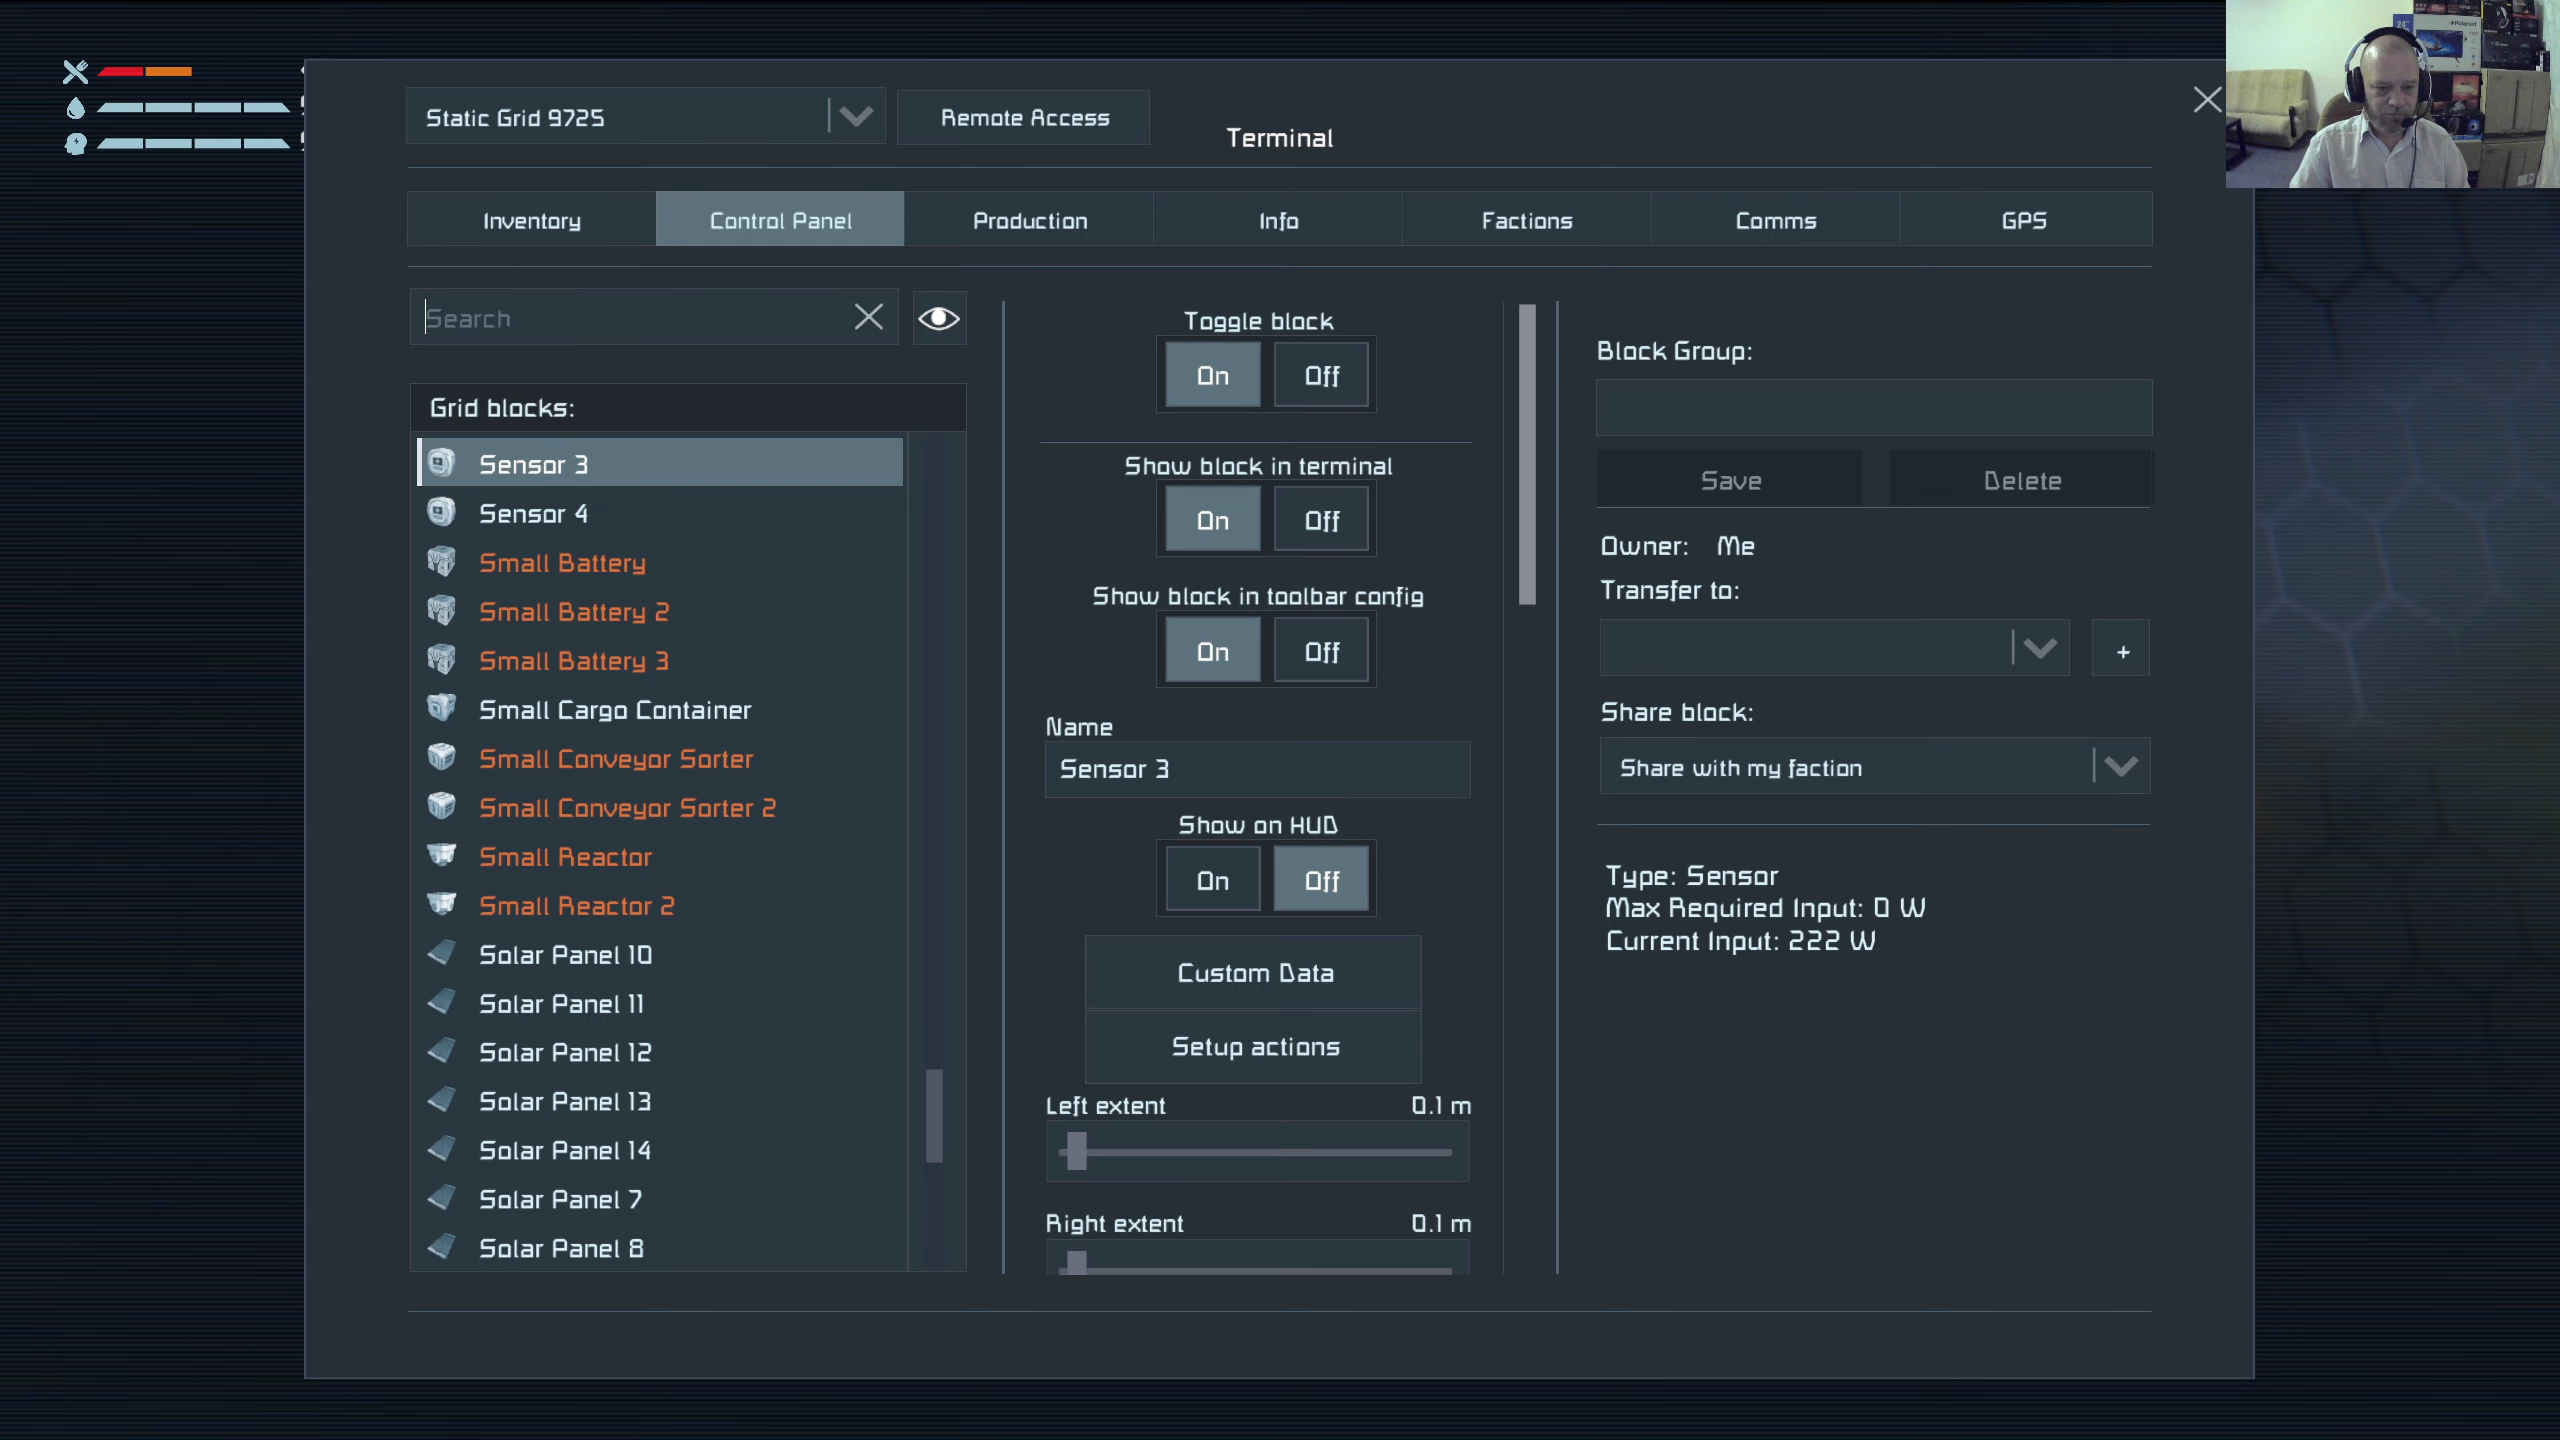 Static Grid 9725
Remote Access
Terminal
Inventory
Control Panel
Production
Info
Factions
Comms
GPS
Search
Grid blocks:
Sensor 3
Sensor 4
Small Battery
Small Battery 2
Small Battery 3
Small Cargo Container
Small Conveyor Sorter
Small Conveyor Sorter 2
Small Reactor
Small Reactor 2
Solar Panel 10
Solar Panel 11
Solar Panel 12
Solar Panel 13
Solar Panel 14
Solar Panel 7
Solar Panel 8
Toggle block
On Off
Show block in terminal
On Off
Show block in toolbar config
On Off
Name
Sensor 3
Show on HUD
On Off
Custom Data
Setup actions
Left extent 0.1 m
Right extent 0.1 m
Block Group:
Save Delete
Owner: Me
Transfer to:
+
Share block:
Share with my faction
Type: Sensor
Max Required Input: 0 W
Current Input: 222 W